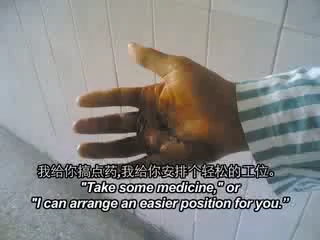 我给你搞点药,我给你安排个轻松的工位。
"Take some medicine," or
"I can arrange an easier position for you."